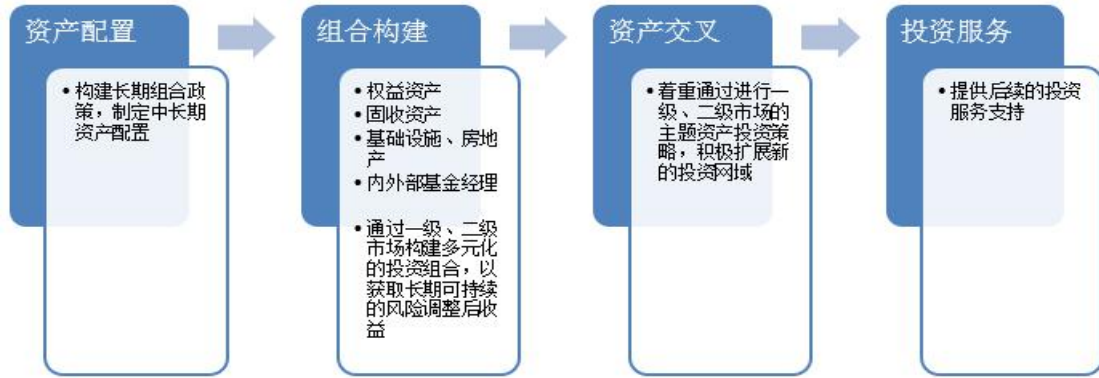 资产配置
• 构建长期组合政
策，制定中长期
资产配置
组合构建
• 权益资产
• 固收资产
• 基础设施、房地
产
• 内外部基金经理
• 通过一级、二级
市场构建多元化
的投资组合，以
获取长期可持续
的风险调整后收
益
资产交叉
• 着重通过进行一
级、二级市场的
主题资产投资策
略，积极扩展新
的投资网域
投资服务
• 提供后续的投资
服务支持